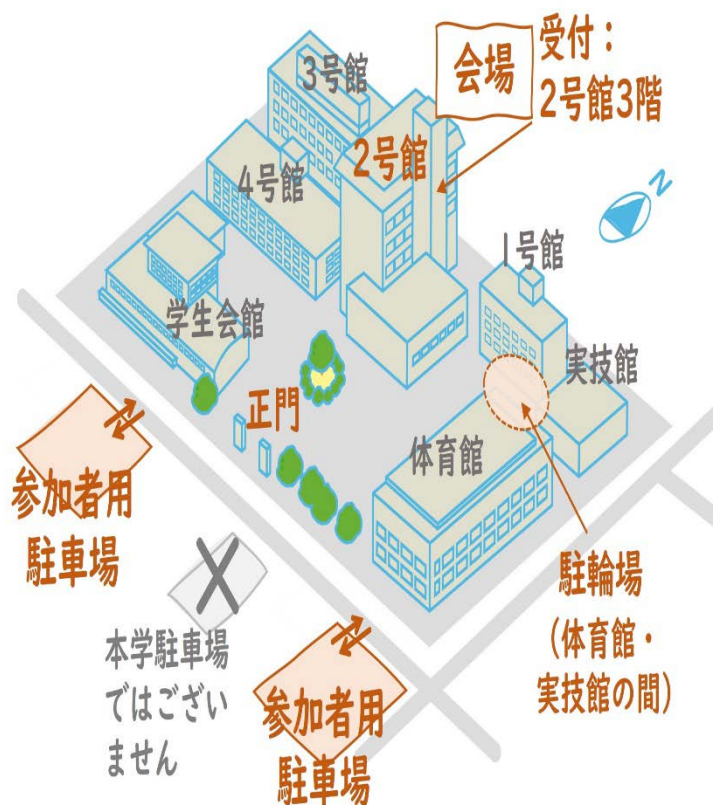 会場
受付：
2号館3階
3号館
2号館
4号館
N
1号館
学生会館
実技館
正門
体育館
参加者用
駐車場
本学駐車場
ではござい
ません
参加者用
駐車場
駐輪場
（体育館・
実技館の間）